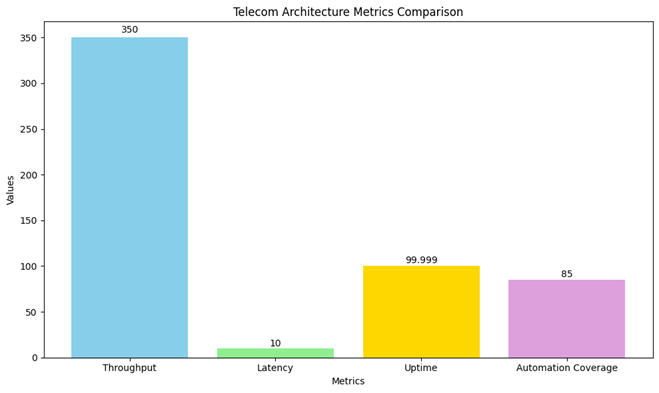 Telecom Architecture Metrics Comparison
350
350
300
250
200
150
100
50
0
10
99.999
85
Throughput
Latency
Uptime
Automation Coverage
Values
Metrics